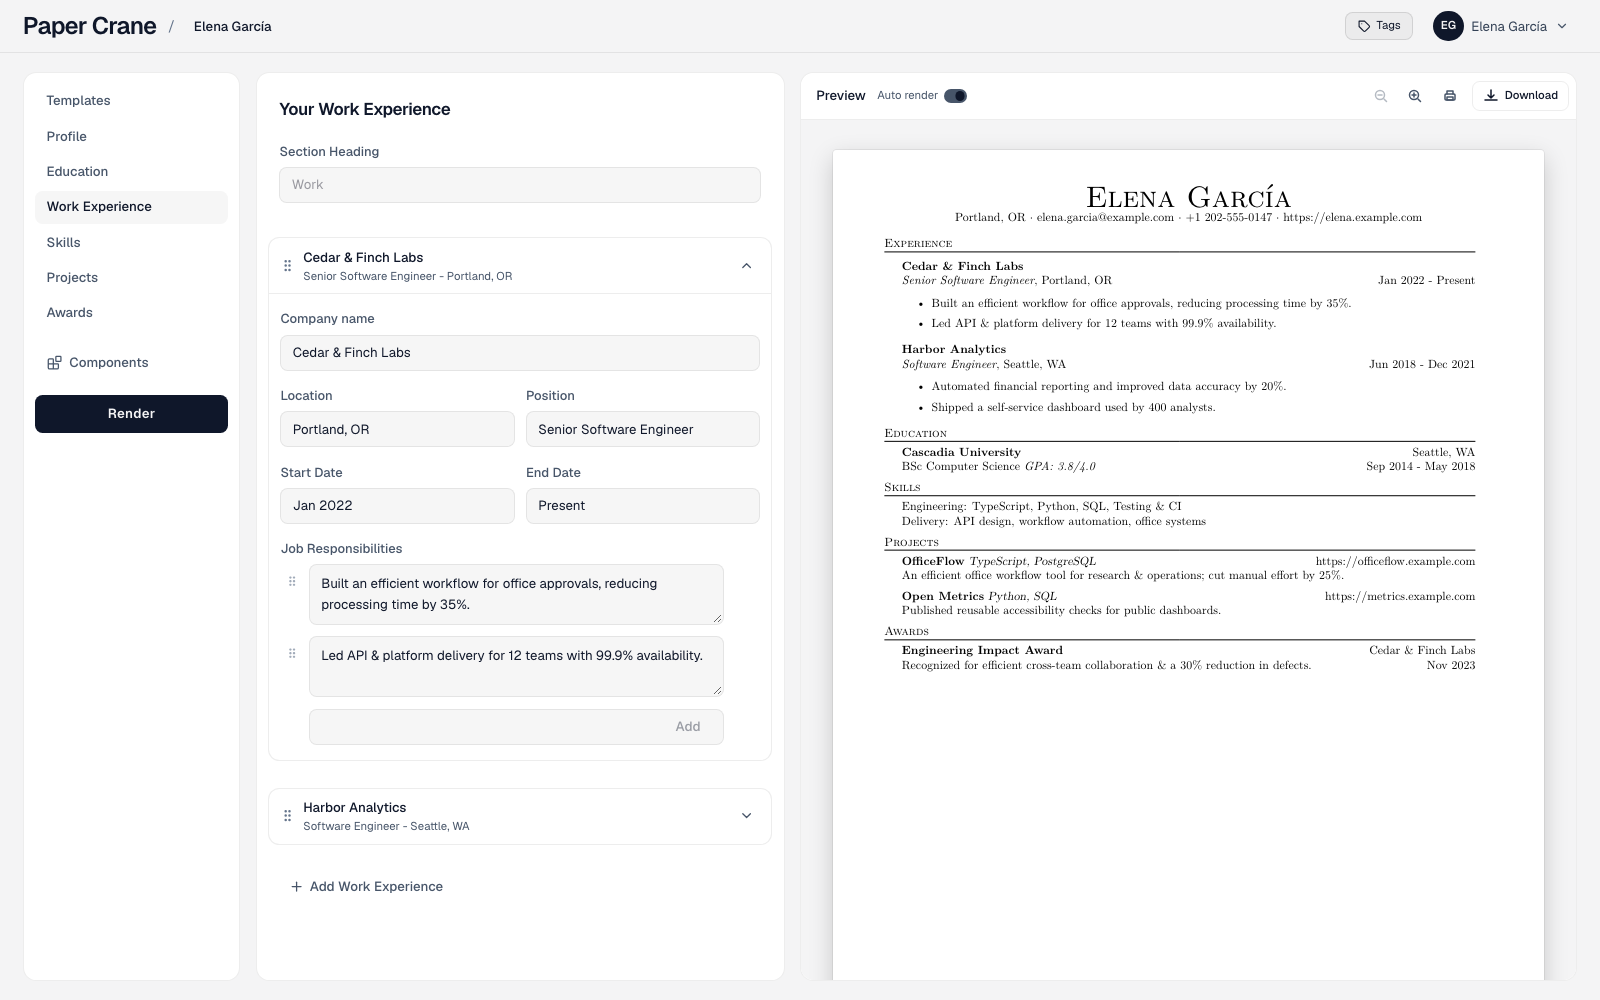 Paper Crane / Elena García
Tags
EG Elena García
Templates
Profile
Education
Work Experience
Skills
Projects
Awards
Components
Render
Your Work Experience
Section Heading
Work
Cedar & Finch Labs
Senior Software Engineer - Portland, OR
Company name
Cedar & Finch Labs
Location Position
Portland, OR Senior Software Engineer
Start Date End Date
Jan 2022 Present
Job Responsibilities
Built an efficient workflow for office approvals, reducing
processing time by 35%.
Led API & platform delivery for 12 teams with 99.9% availability.
Add
Harbor Analytics
Software Engineer - Seattle, WA
+ Add Work Experience
Preview Auto render
Download
Elena García
Portland, OR · elena.garcia@example.com · +1 202-555-0147 · https://elena.example.com
Experience
Cedar & Finch Labs
Senior Software Engineer, Portland, OR Jan 2022 - Present
• Built an efficient workflow for office approvals, reducing processing time by 35%.
• Led API & platform delivery for 12 teams with 99.9% availability.
Harbor Analytics
Software Engineer, Seattle, WA Jun 2018 - Dec 2021
• Automated financial reporting and improved data accuracy by 20%.
• Shipped a self-service dashboard used by 400 analysts.
Education
Cascadia University Seattle, WA
BSc Computer Science GPA: 3.8/4.0 Sep 2014 - May 2018
Skills
Engineering: TypeScript, Python, SQL, Testing & CI
Delivery: API design, workflow automation, office systems
Projects
OfficeFlow TypeScript, PostgreSQL https://officeflow.example.com
An efficient office workflow tool for research & operations; cut manual effort by 25%.
Open Metrics Python, SQL https://metrics.example.com
Published reusable accessibility checks for public dashboards.
Awards
Engineering Impact Award Cedar & Finch Labs
Recognized for efficient cross-team collaboration & a 30% reduction in defects. Nov 2023